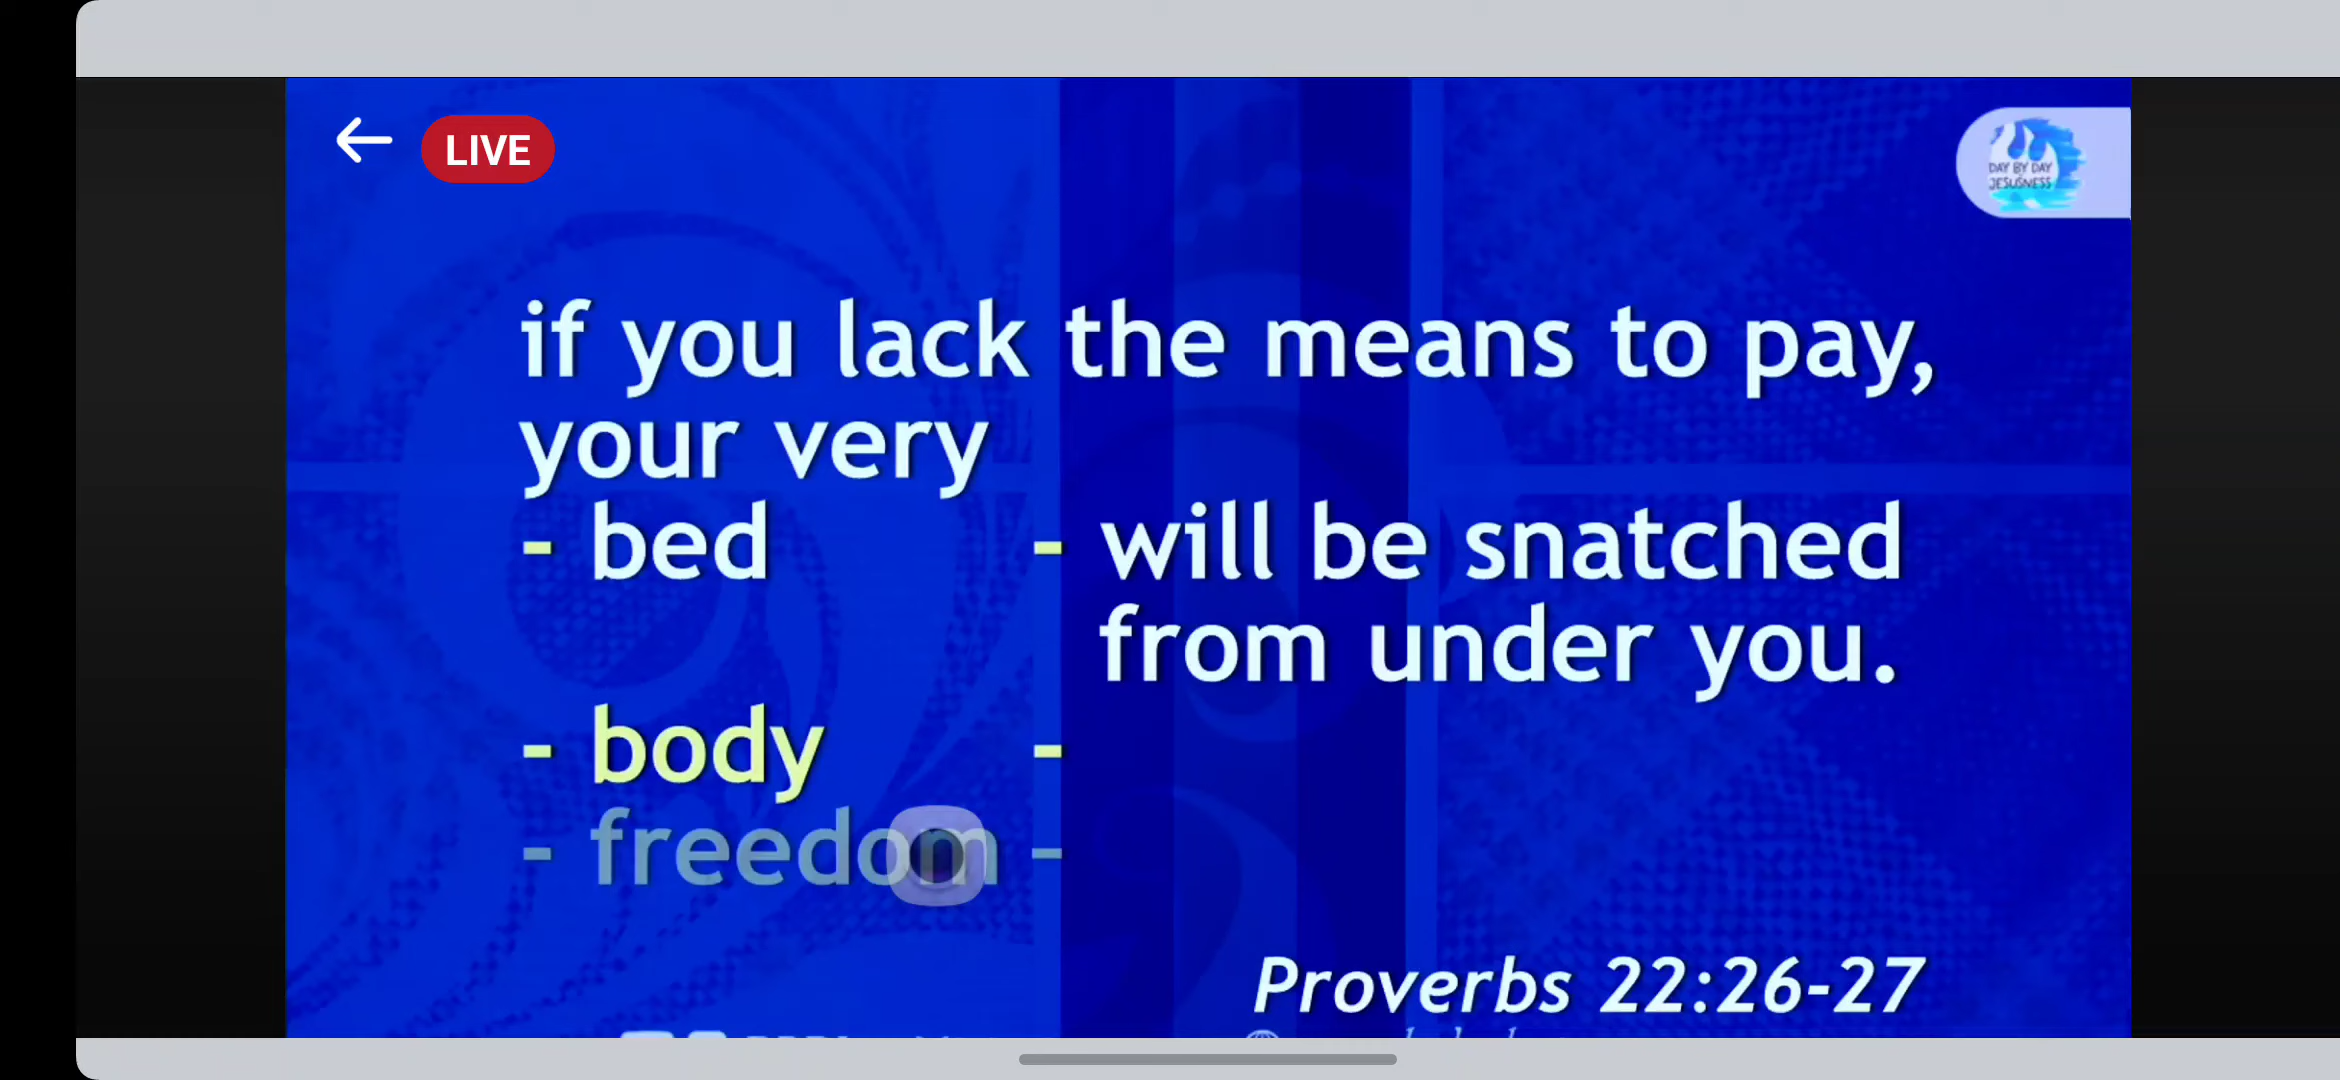 LIVE
DAY BY DAY
JESUSNESS
if you lack the means to pay,
your very
- bed - will be snatched
from under you.
- body -
- freedom -
Proverbs 22:26-27